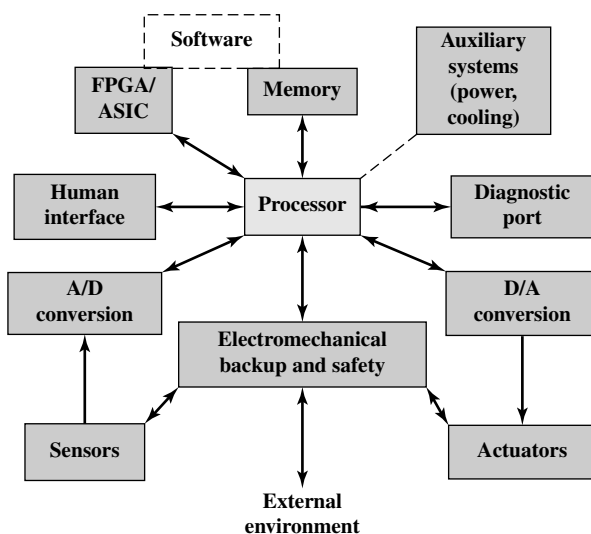 Software
Auxiliary
systems
(power,
cooling)
FPGA/
ASIC
Memory
Human
interface
Processor
Diagnostic
port
A/D
conversion
D/A
conversion
Electromechanical
backup and safety
Sensors
Actuators
External
environment